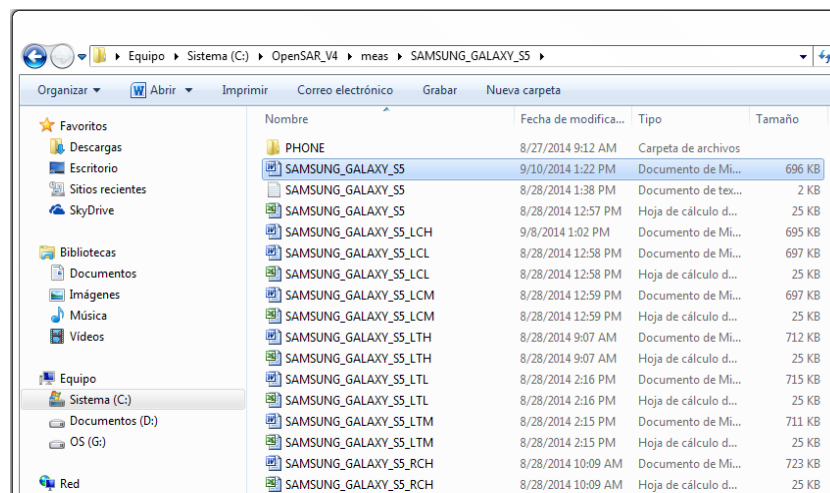 Equipo Sistema (C:) OpenSAR_V4 meas SAMSUNG_GALAXY_S5
Organizar Abrir Imprimir Correo electrónico Grabar Nueva carpeta
Nombre Fecha de modifica... Tipo Tamaño
Favoritos
Descargas
Escritorio
Sitios recientes
SkyDrive
Bibliotecas
Documentos
Imágenes
Música
Vídeos
Equipo
Sistema (C:)
Documentos (D:)
OS (G:)
Red
PHONE 8/27/2014 9:12 AM Carpeta de archivos
SAMSUNG_GALAXY_S5 9/10/2014 1:22 PM Documento de Mi... 696 KB
SAMSUNG_GALAXY_S5 8/28/2014 1:38 PM Documento de tex... 2 KB
SAMSUNG_GALAXY_S5 8/28/2014 12:57 PM Hoja de cálculo d... 25 KB
SAMSUNG_GALAXY_S5_LCH 9/8/2014 1:02 PM Documento de Mi... 695 KB
SAMSUNG_GALAXY_S5_LCL 8/28/2014 12:58 PM Documento de Mi... 697 KB
SAMSUNG_GALAXY_S5_LCL 8/28/2014 12:58 PM Hoja de cálculo d... 25 KB
SAMSUNG_GALAXY_S5_LCM 8/28/2014 12:59 PM Documento de Mi... 697 KB
SAMSUNG_GALAXY_S5_LCM 8/28/2014 12:59 PM Hoja de cálculo d... 25 KB
SAMSUNG_GALAXY_S5_LTH 8/28/2014 9:07 AM Documento de Mi... 712 KB
SAMSUNG_GALAXY_S5_LTH 8/28/2014 9:07 AM Hoja de cálculo d... 25 KB
SAMSUNG_GALAXY_S5_LTL 8/28/2014 2:16 PM Documento de Mi... 715 KB
SAMSUNG_GALAXY_S5_LTL 8/28/2014 2:16 PM Hoja de cálculo d... 25 KB
SAMSUNG_GALAXY_S5_LTM 8/28/2014 2:15 PM Documento de Mi... 711 KB
SAMSUNG_GALAXY_S5_LTM 8/28/2014 2:15 PM Hoja de cálculo d... 25 KB
SAMSUNG_GALAXY_S5_RCH 8/28/2014 10:09 AM Documento de Mi... 723 KB
SAMSUNG_GALAXY_S5_RCH 8/28/2014 10:09 AM Hoja de cálculo d... 25 KB